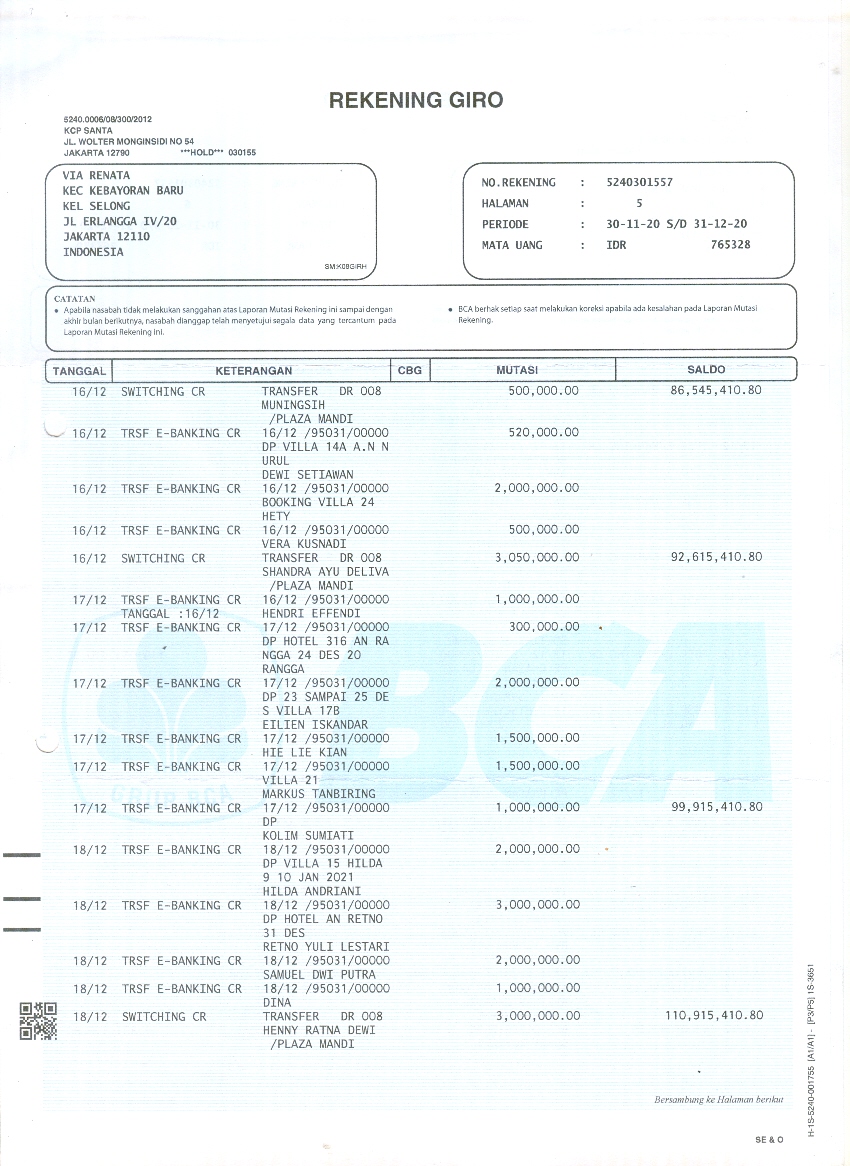 REKENING GIRO
5240.0006/08/300/2012
KCP SANTA
JL. WOLTER MONGINSIDI NO 54
JAKARTA 12790 ***HOLD*** 030155
VIA RENATA
KEC KEBAYORAN BARU
KEL SELONG
JL ERLANGGA IV/20
JAKARTA 12110
INDONESIA
SM:K08GIRH
NO.REKENING : 5240301557
HALAMAN : 5
PERIODE : 30-11-20 S/D 31-12-20
MATA UANG : IDR 765328
CATATAN
• Apabila nasabah tidak melakukan sanggahan atas Laporan Mutasi Rekening ini sampai dengan
akhir bulan berikutnya, nasabah dianggap telah menyetujui segala data yang tercantum pada
Laporan Mutasi Rekening ini.
• BCA berhak setiap saat melakukan koreksi apabila ada kesalahan pada Laporan Mutasi
Rekening.
TANGGAL KETERANGAN CBG MUTASI SALDO
16/12 SWITCHING CR TRANSFER DR 008 500,000.00 86,545,410.80
MUNINGSIH
/PLAZA MANDI
16/12 TRSF E-BANKING CR 16/12 /95031/00000 520,000.00
DP VILLA 14A A.N N
URUL
DEWI SETIAWAN
16/12 TRSF E-BANKING CR 16/12 /95031/00000 2,000,000.00
BOOKING VILLA 24
HETY
16/12 TRSF E-BANKING CR 16/12 /95031/00000 500,000.00
VERA KUSNADI
16/12 SWITCHING CR TRANSFER DR 008 3,050,000.00 92,615,410.80
SHANDRA AYU DELIVA
/PLAZA MANDI
17/12 TRSF E-BANKING CR 16/12 /95031/00000 1,000,000.00
TANGGAL :16/12 HENDRI EFFENDI
17/12 TRSF E-BANKING CR 17/12 /95031/00000 300,000.00
DP HOTEL 316 AN RA
NGGA 24 DES 20
RANGGA
17/12 TRSF E-BANKING CR 17/12 /95031/00000 2,000,000.00
DP 23 SAMPAI 25 DE
S VILLA 17B
EILIEN ISKANDAR
17/12 TRSF E-BANKING CR 17/12 /95031/00000 1,500,000.00
HIE LIE KIAN
17/12 TRSF E-BANKING CR 17/12 /95031/00000 1,500,000.00
VILLA 21
MARKUS TANBIRING
17/12 TRSF E-BANKING CR 17/12 /95031/00000 1,000,000.00 99,915,410.80
DP
KOLIM SUMIATI
18/12 TRSF E-BANKING CR 18/12 /95031/00000 2,000,000.00
DP VILLA 15 HILDA
9 10 JAN 2021
HILDA ANDRIANI
18/12 TRSF E-BANKING CR 18/12 /95031/00000 3,000,000.00
DP HOTEL AN RETNO
31 DES
RETNO YULI LESTARI
18/12 TRSF E-BANKING CR 18/12 /95031/00000 2,000,000.00
SAMUEL DWI PUTRA
18/12 TRSF E-BANKING CR 18/12 /95031/00000 1,000,000.00
DINA
18/12 SWITCHING CR TRANSFER DR 008 3,000,000.00 110,915,410.80
HENNY RATNA DEWI
/PLAZA MANDI
BCA
Bersambung ke Halaman berikut
SE & O
H-1S-5240-001755 [A1/A1] - [P3/P5] 1S-3651